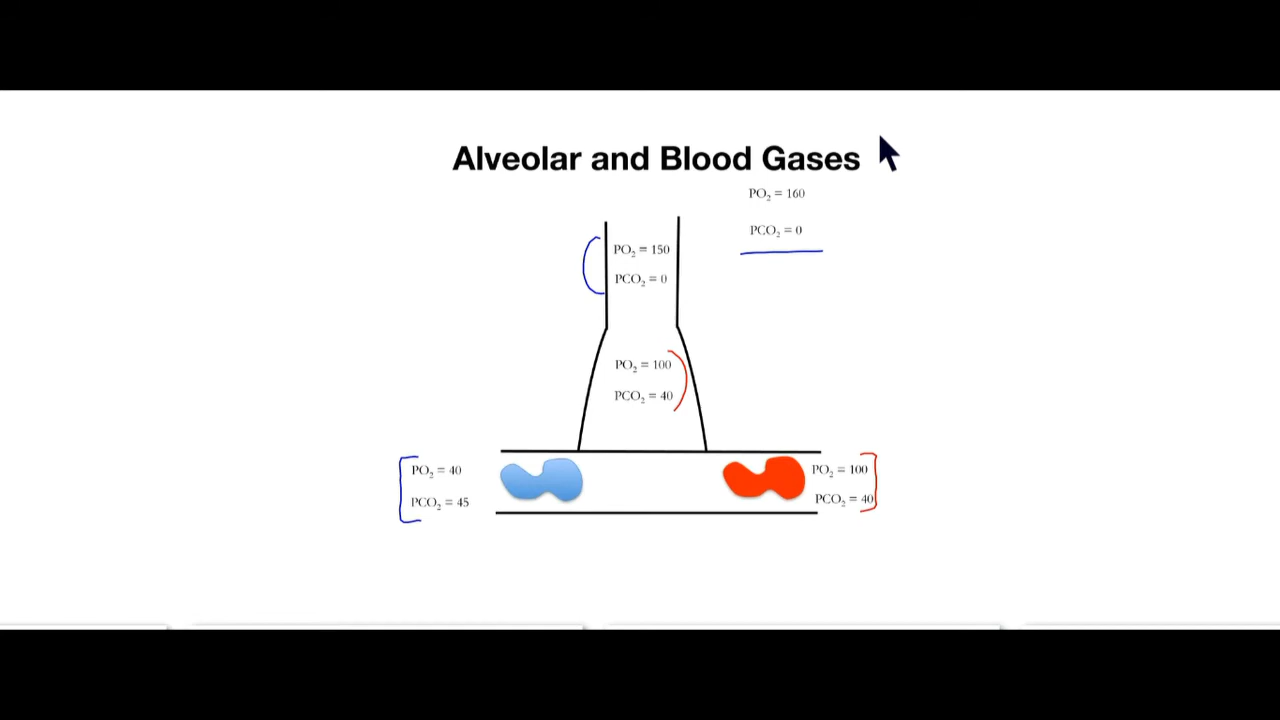 Alveolar and Blood Gases
PO₂ = 160
PCO₂ = 0
PO₂ = 150
PCO₂ = 0
PO₂ = 100
PCO₂ = 40
PO₂ = 40
PCO₂ = 45
PO₂ = 100
PCO₂ = 40